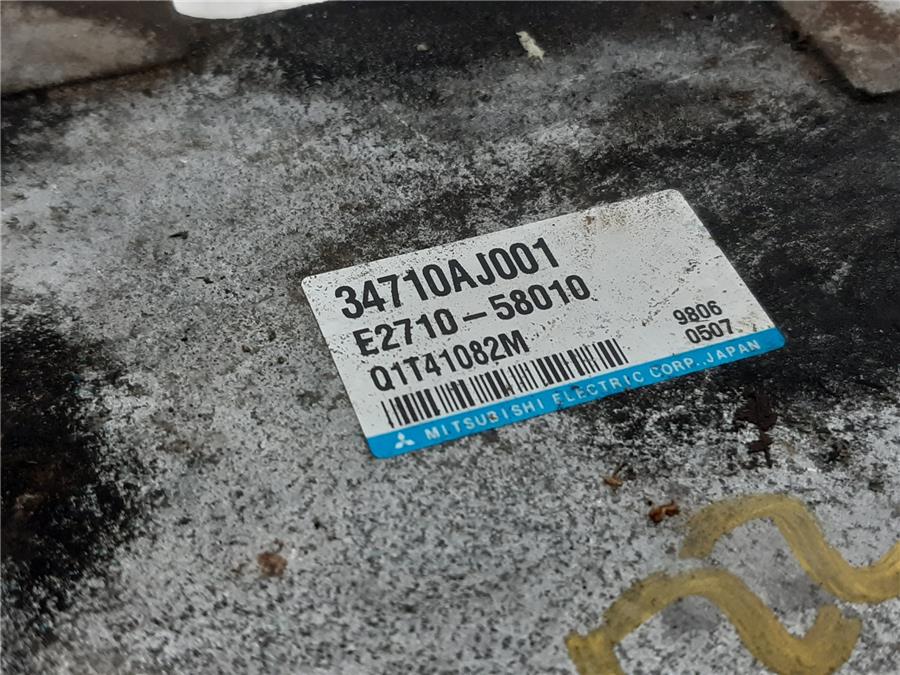 34710AJ001
E2710-58010
Q1T41082M
9806
0507
MITSUBISHI ELECTRIC CORP., JAPAN